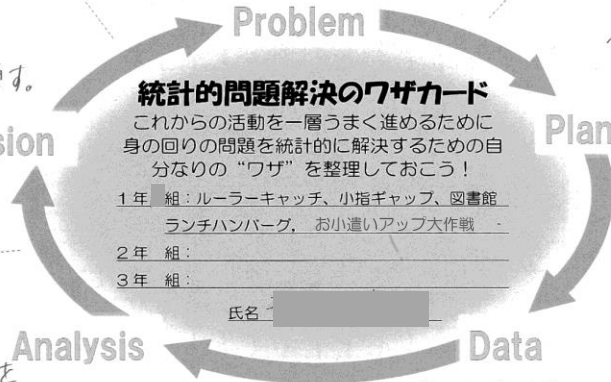 Problem
す。
統計的問題解決のワザカード
sion
これからの活動を一層うまく進めるために
Plan
身の回りの問題を統計的に解決するための自
分なりの“ワザ”を整理しておこう！
1年 組：ルーラーキャッチ、小指ギャップ、図書館
ランチハンバーグ, お小遣いアップ大作戦
2年 組：
3年 組：
氏名
Analysis
Data
を